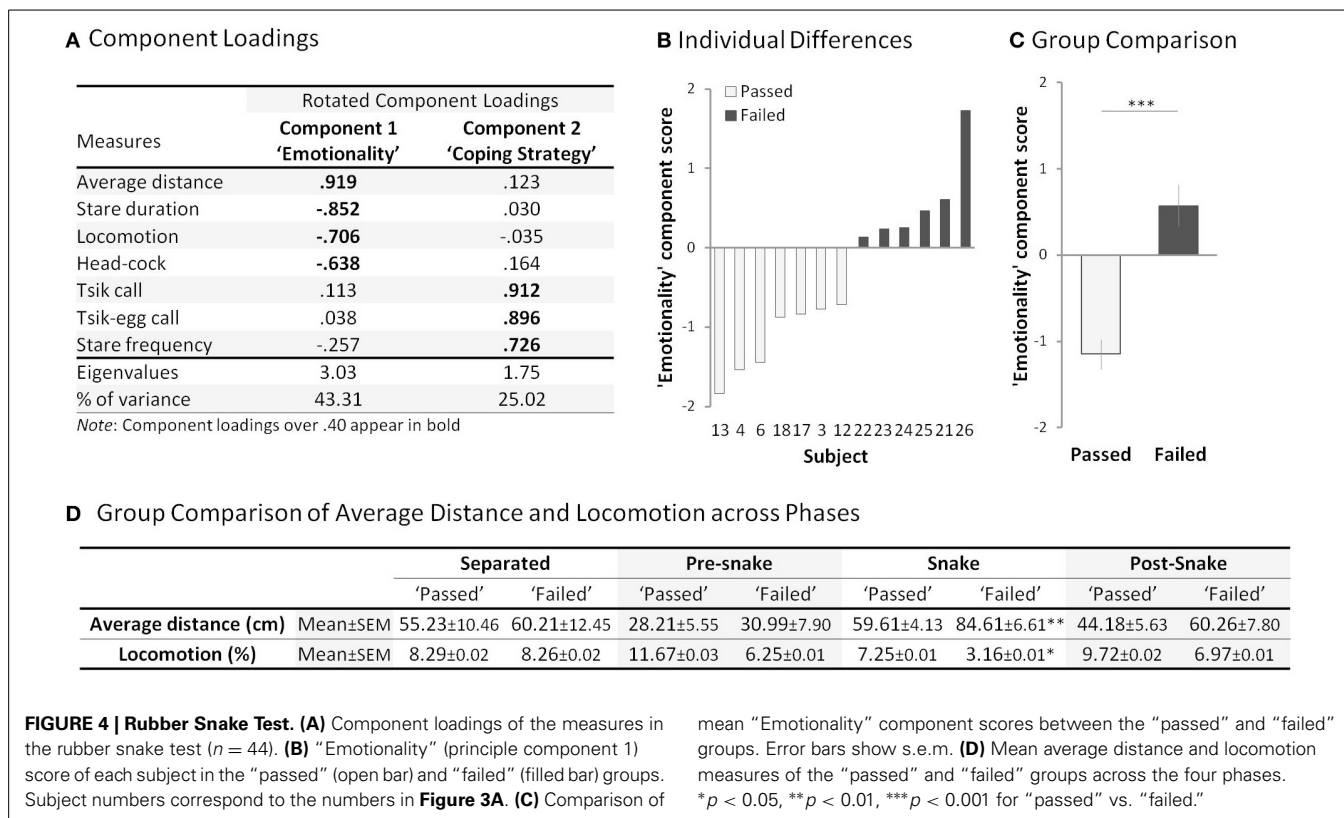 A Component Loadings
Rotated Component Loadings
Measures Component 1 'Emotionality' Component 2 'Coping Strategy'
Average distance .919 .123
Stare duration -.852 .030
Locomotion -.706 -.035
Head-cock -.638 .164
Tsik call .113 .912
Tsik-egg call .038 .896
Stare frequency -.257 .726
Eigenvalues 3.03 1.75
% of variance 43.31 25.02
Note: Component loadings over .40 appear in bold
B Individual Differences
'Emotionality' component score
2
1
0
-1
-2
Passed
Failed
13 4 6 18 17 3 12 22 23 24 25 21 26
Subject
C Group Comparison
'Emotionality' component score
2
1
0
-1
-2
***
Passed Failed
D Group Comparison of Average Distance and Locomotion across Phases
Separated Pre-snake Snake Post-Snake
'Passed' 'Failed' 'Passed' 'Failed' 'Passed' 'Failed' 'Passed' 'Failed'
Average distance (cm) Mean±SEM 55.23±10.46 60.21±12.45 28.21±5.55 30.99±7.90 59.61±4.13 84.61±6.61** 44.18±5.63 60.26±7.80
Locomotion (%) Mean±SEM 8.29±0.02 8.26±0.02 11.67±0.03 6.25±0.01 7.25±0.01 3.16±0.01* 9.72±0.02 6.97±0.01
FIGURE 4 | Rubber Snake Test. (A) Component loadings of the measures in
the rubber snake test (n = 44). (B) "Emotionality" (principle component 1)
score of each subject in the "passed" (open bar) and "failed" (filled bar) groups.
Subject numbers correspond to the numbers in Figure 3A. (C) Comparison of
mean "Emotionality" component scores between the "passed" and "failed"
groups. Error bars show s.e.m. (D) Mean average distance and locomotion
measures of the "passed" and "failed" groups across the four phases.
*p < 0.05, **p < 0.01, ***p < 0.001 for "passed" vs. "failed."